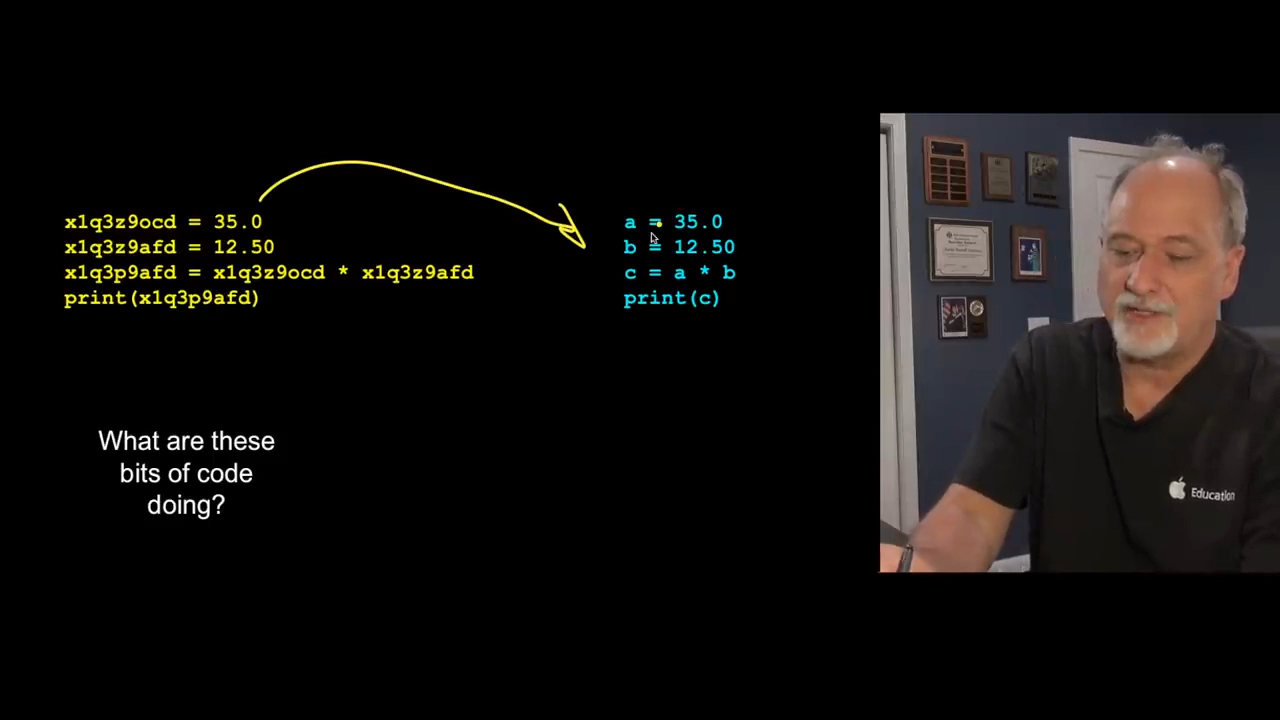 x1q3z9ocd = 35.0
x1q3z9afd = 12.50
x1q3p9afd = x1q3z9ocd * x1q3z9afd
print(x1q3p9afd)
a = 35.0
b = 12.50
c = a * b
print(c)
What are these
bits of code
doing?
Education